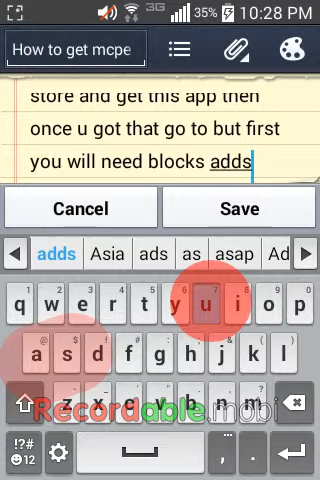 3G 35% 10:28 PM
How to get mcpe
store and get this app then
once u got that go to but first
you will need blocks adds
Cancel Save
adds Asia ads as asap Ad
q w e r t y u i o p
a s d f g h j k l
z x c v b n m
Recordable.mobi
!?# 12 , .